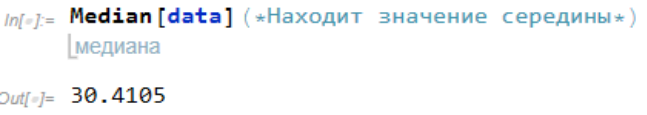 In[◦]:= Median[data] (*Находит значение середины*)
медиана
Out[◦]= 30.4105